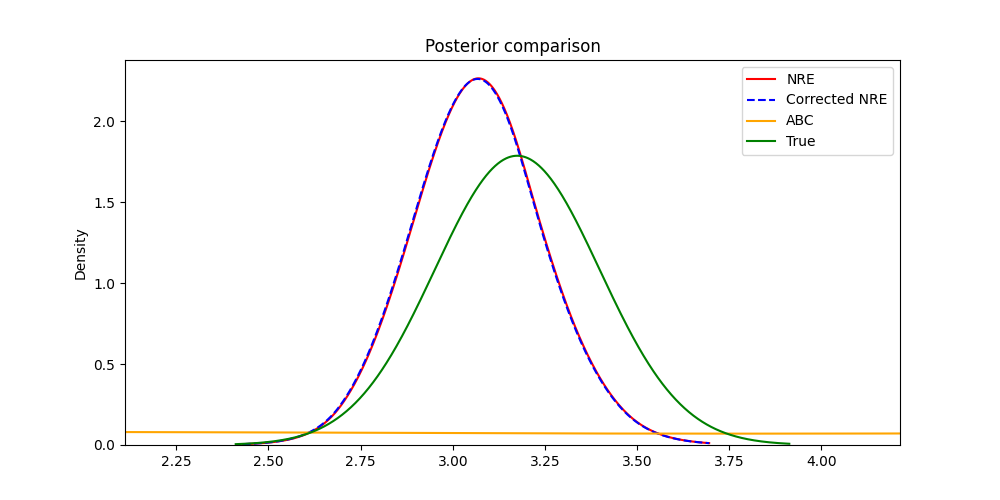 Posterior comparison
NRE
Corrected NRE
ABC
True
Density
2.0
1.5
1.0
0.5
0.0
2.25 2.50 2.75 3.00 3.25 3.50 3.75 4.00